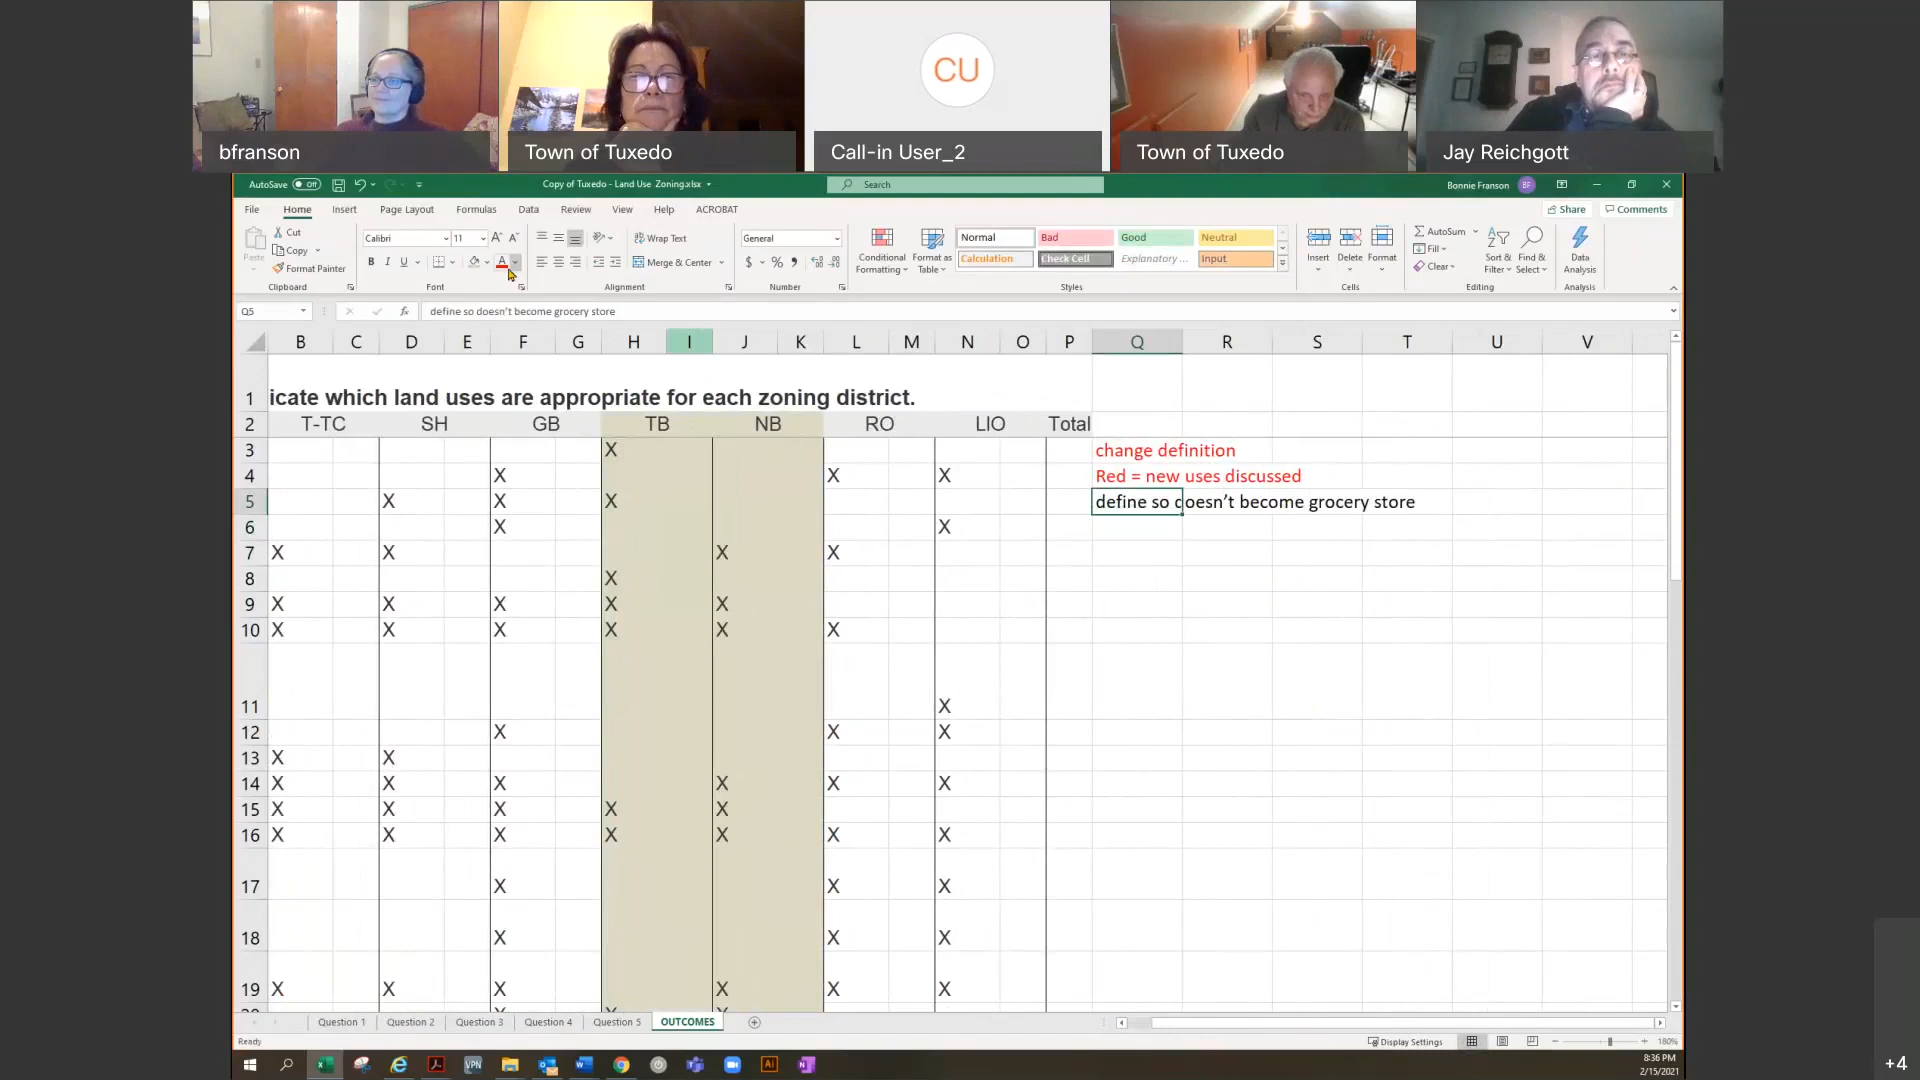 CU
bfranson
Town of Tuxedo
Call-in User_2
Town of Tuxedo
Jay Reichgott
AutoSave Off
Copy of Tuxedo - Land Use Zoning.xlsx
Search
Bonnie Franson BF
File Home Insert Page Layout Formulas Data Review View Help ACROBAT
Share Comments
Paste
Cut
Copy
Format Painter
Clipboard
Calibri 11
B I U
Font
Wrap Text
Merge & Center
Alignment
General
Number
Conditional Formatting
Format as Table
Normal Bad Good Neutral
Calculation Check Cell Explanatory ... Input
Styles
Insert Delete Format
Cells
AutoSum
Fill
Clear
Sort & Filter
Find & Select
Editing
Data Analysis
Analysis
Q5 fx define so doesn't become grocery store
B C D E F G H I J K L M N O P Q R S T U V
1 icate which land uses are appropriate for each zoning district.
2 T-TC SH GB TB NB RO LIO Total
3 X change definition
4 X X X Red = new uses discussed
5 X X X define so doesn't become grocery store
6 X X
7 X X X X
8 X
9 X X X X X
10 X X X X X X
11 X
12 X X X
13 X X
14 X X X X X X
15 X X X X X
16 X X X X X X X
17 X X X
18 X X X
19 X X X X X X
Question 1 Question 2 Question 3 Question 4 Question 5 OUTCOMES
Ready
Display Settings
180%
VPN
8:36 PM
2/15/2021
+4